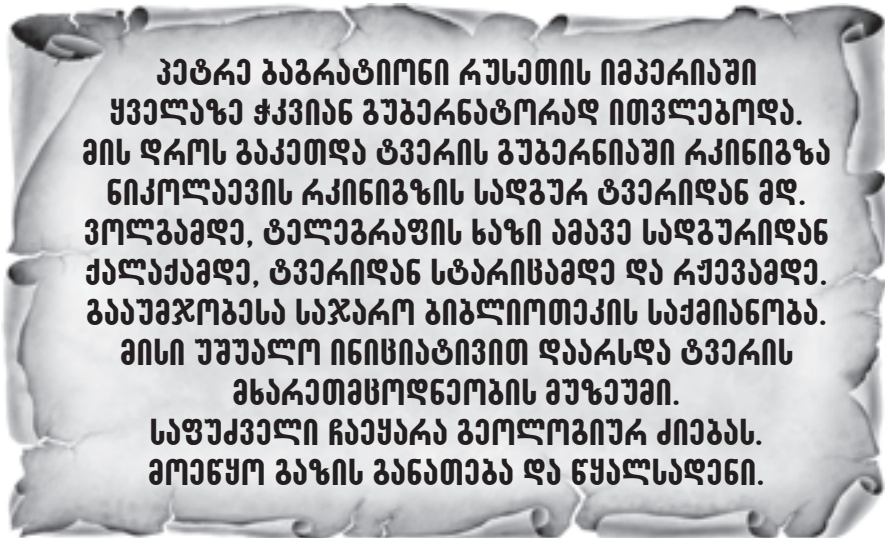 პეტრე ბაგრატიონი რუსეთის იმპერიაში
ყველაზე ჭკვიან გუბერნატორად ითვლებოდა.
მის დროს გაკეთდა ტვერის გუბერნიაში რკინიგზა
ნიკოლაევის რკინიგზის სადგურ ტვერიდან მდ.
ვოლგამდე, ტელეგრაფის ხაზი ამავე სადგურიდან
ქალაქამდე, ტვერიდან სტარიცამდე და რჟევამდე.
გააუმჯობესა საჯარო ბიბლიოთეკის საქმიანობა.
მისი უშუალო ინიციატივით დაარსდა ტვერის
მხარეთმცოდნეობის მუზეუმი.
საფუძველი ჩაეყარა გეოლოგიურ ძიებას.
მოეწყო გაზის განათება და წყალსადენი.